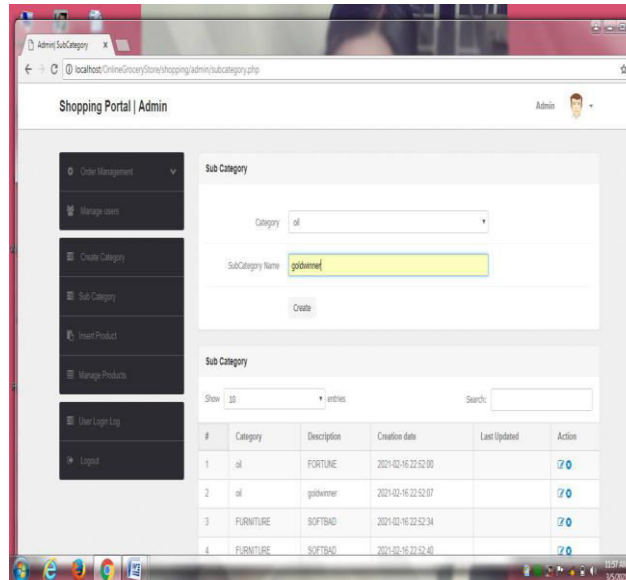 Admin| SubCategory x
localhost/OnlineGroceryStore/shopping/admin/subcategory.php
Shopping Portal | Admin
Admin
Order Management
Manage users
Create Category
Sub Category
Insert Product
Manage Products
User Login Log
Logout
Sub Category
Category oil
SubCategory Name goldwinner
Create
Sub Category
Show 10 entries Search:
# Category Description Creation date Last Updated Action
1 oil FORTUNE 2021-02-16 22:52:00
2 oil goldwinner 2021-02-16 22:52:07
3 FURNITURE SOFTBAD 2021-02-16 22:52:34
4 FURNITURE SOFTBAD 2021-02-16 22:52:40
11:57 AM